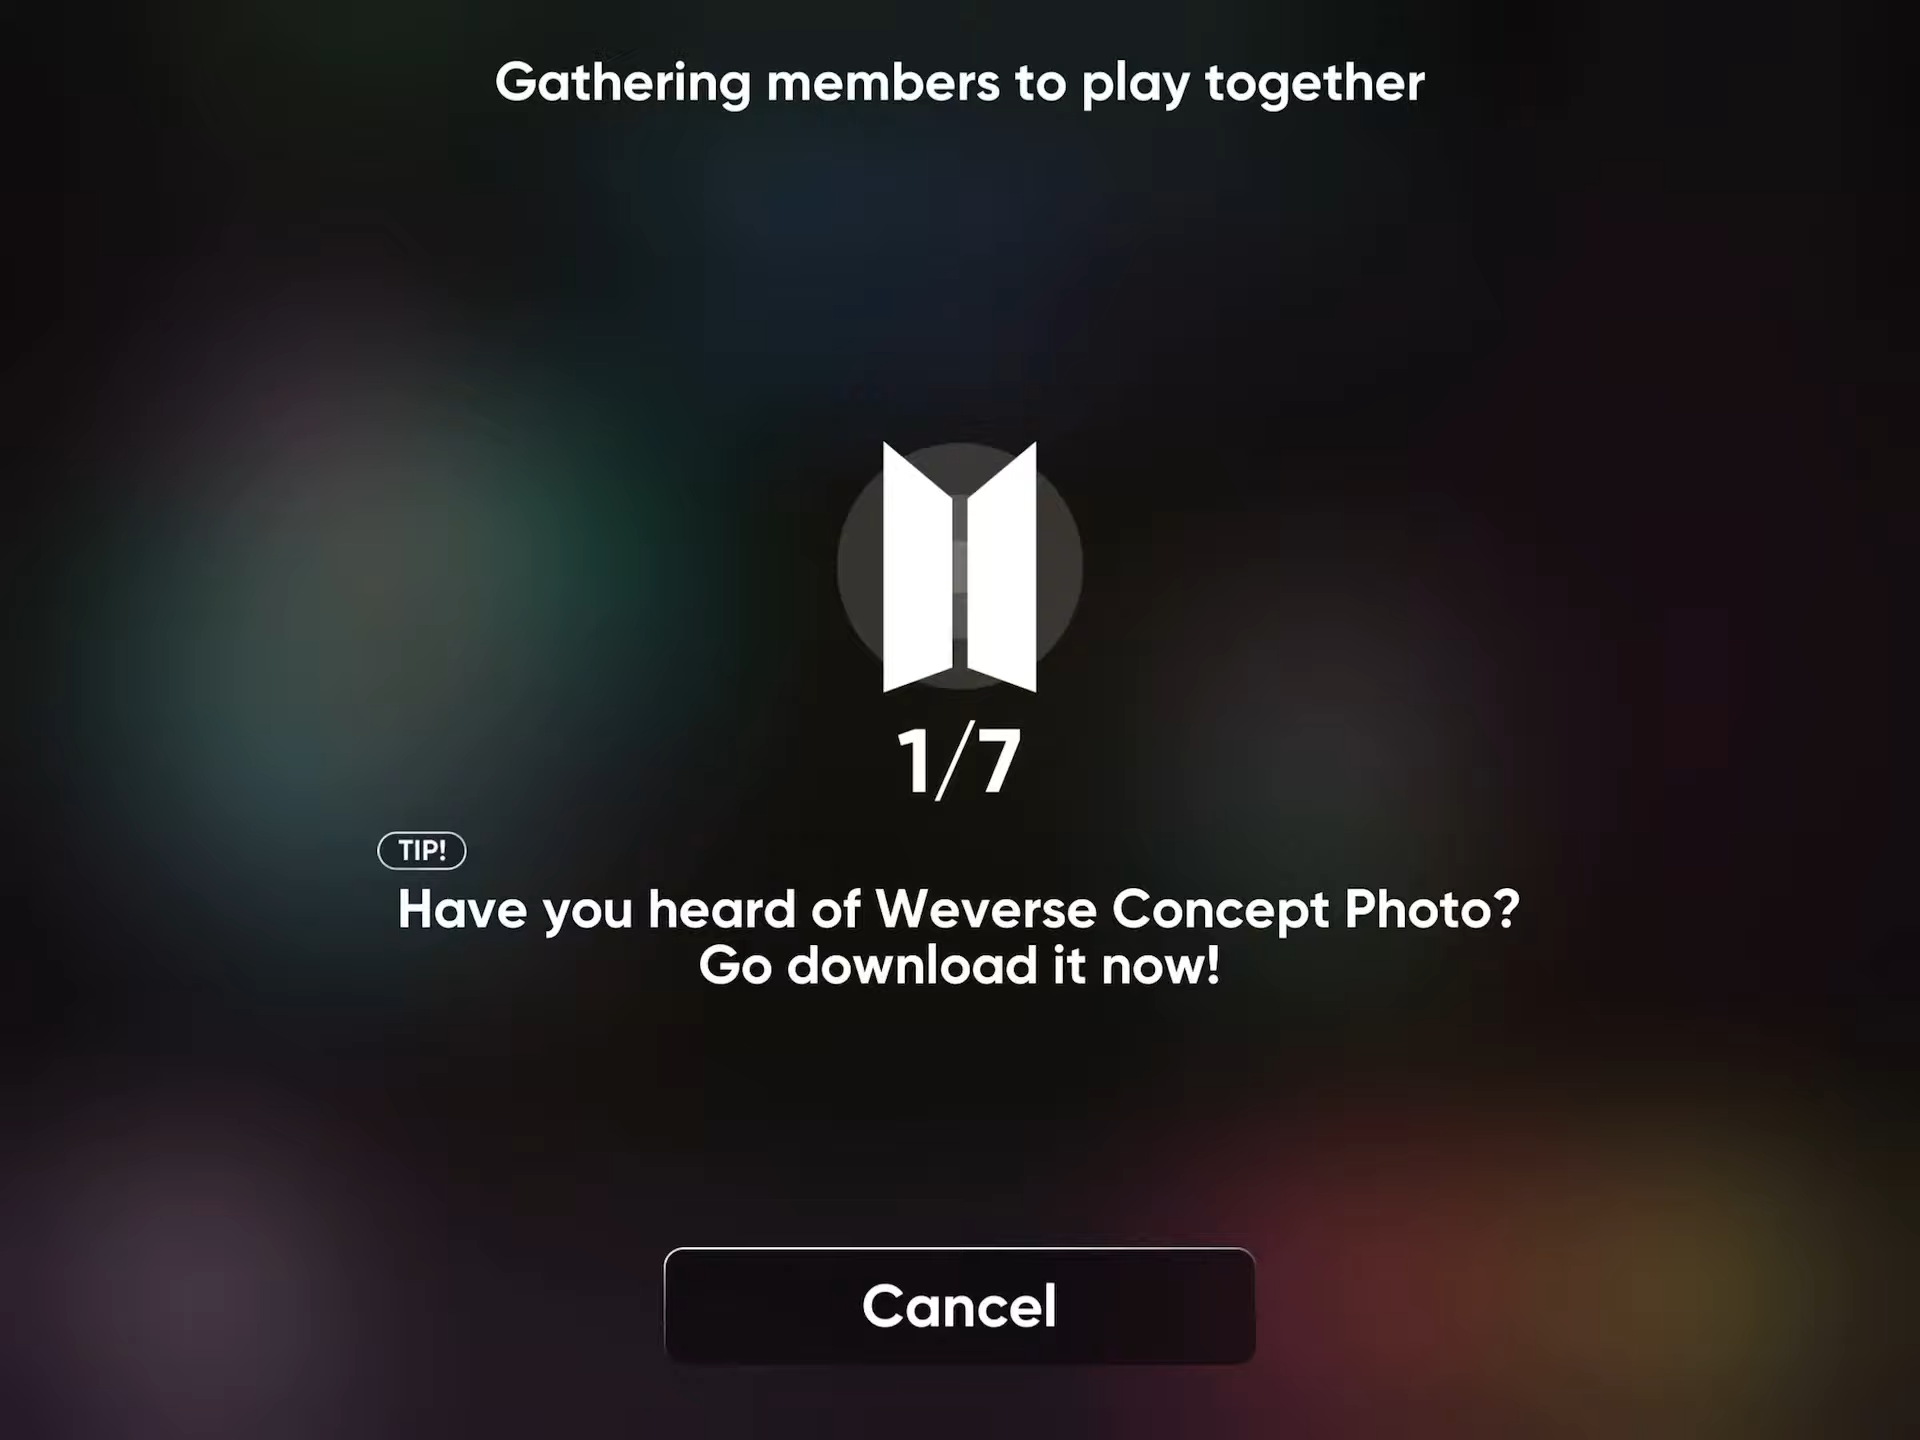 Gathering members to play together
1/7
TIP!
Have you heard of Weverse Concept Photo?
Go download it now!
Cancel